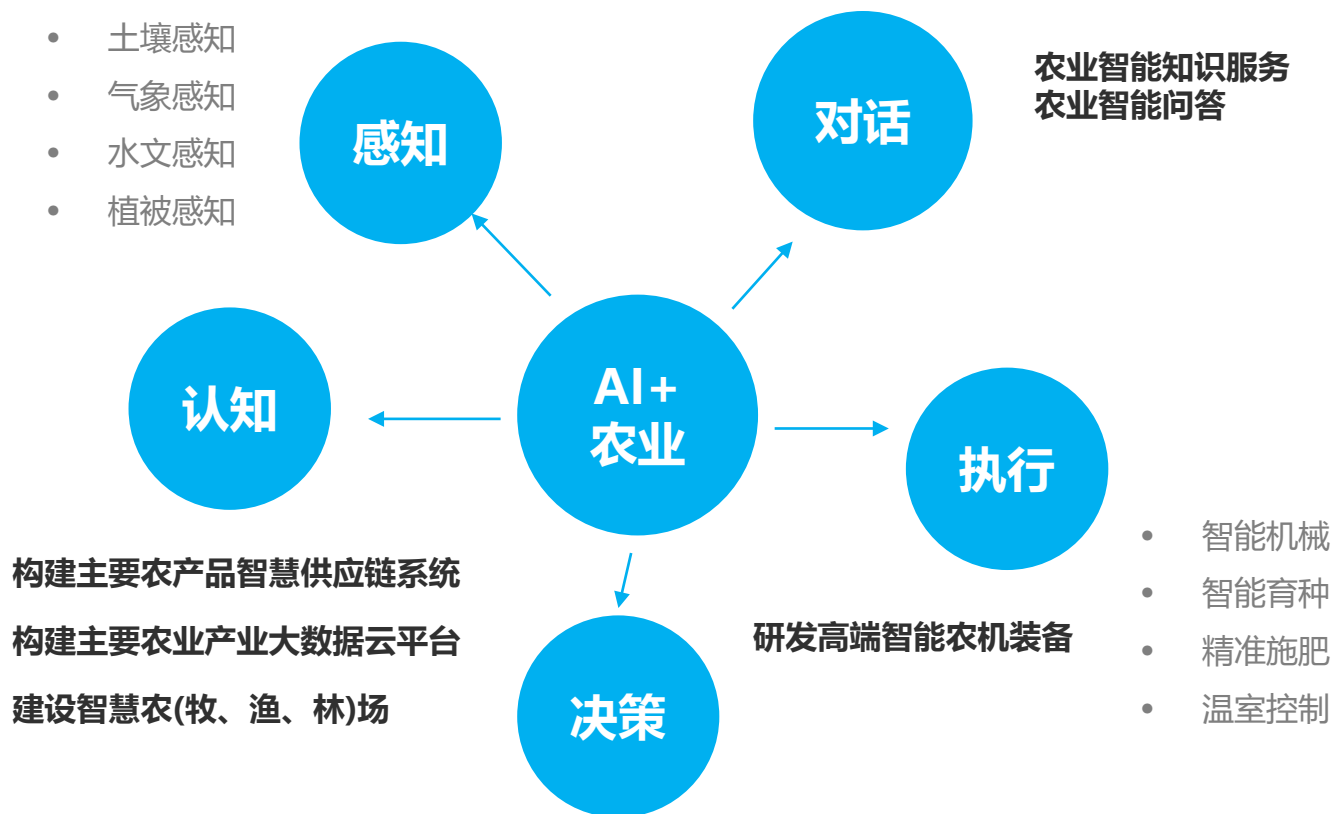 • 土壤感知
• 气象感知
• 水文感知
• 植被感知
感知
对话
农业智能知识服务
农业智能问答
认知
AI+
农业
执行
构建主要农产品智慧供应链系统
构建主要农业产业大数据云平台
建设智慧农(牧、渔、林)场
决策
研发高端智能农机装备
• 智能机械
• 智能育种
• 精准施肥
• 温室控制